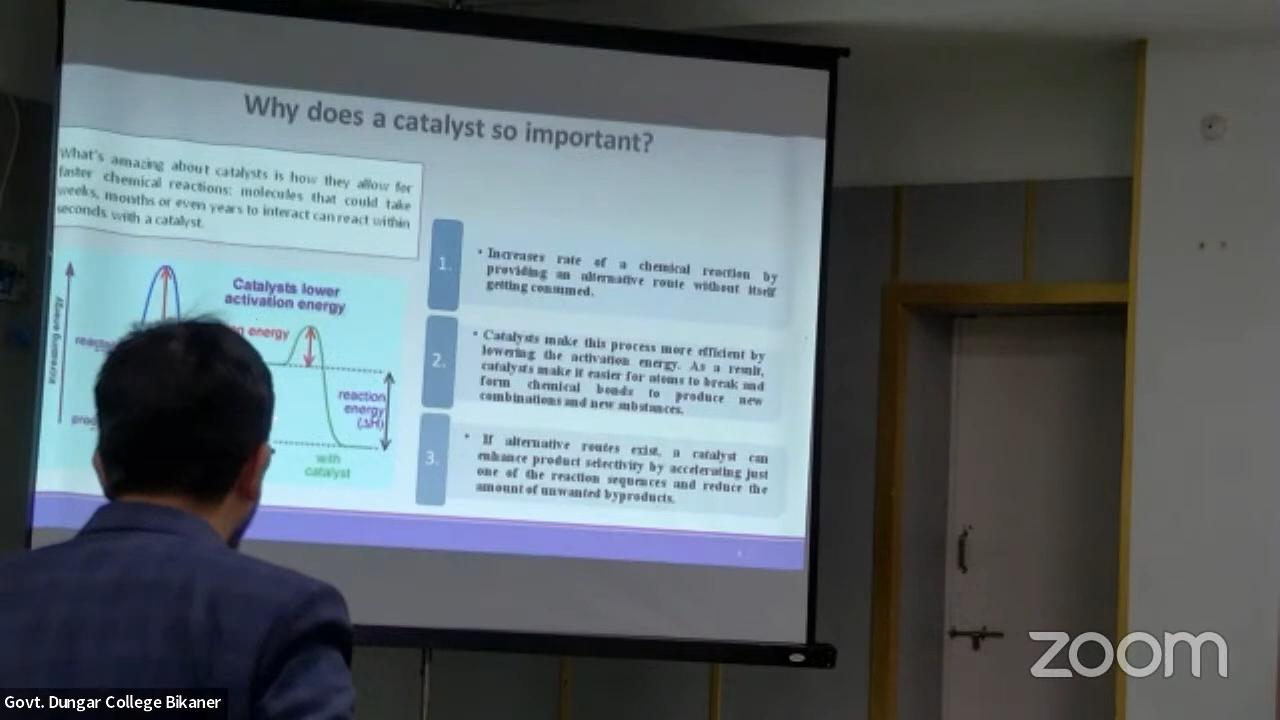 Why does a catalyst so important?
What's amazing about catalysts is how they allow for
faster chemical reactions: molecules that could take
weeks, months or even years to interact can react within
seconds with a catalyst.
increasing energy
Catalysts lower
activation energy
energy
reaction
energy
(ΔH)
with
catalyst
1.
• Increases rate of a chemical reaction by
providing an alternative route without itself
getting consumed.
2.
• Catalysts make this process more efficient by
lowering the activation energy. As a result,
catalysts make it easier for atoms to break and
form chemical bonds to produce new
combinations and new substances.
3.
• If alternative routes exist, a catalyst can
enhance product selectivity by accelerating just
one of the reaction sequences and reduce the
amount of unwanted byproducts.
zoom
Govt. Dungar College Bikaner